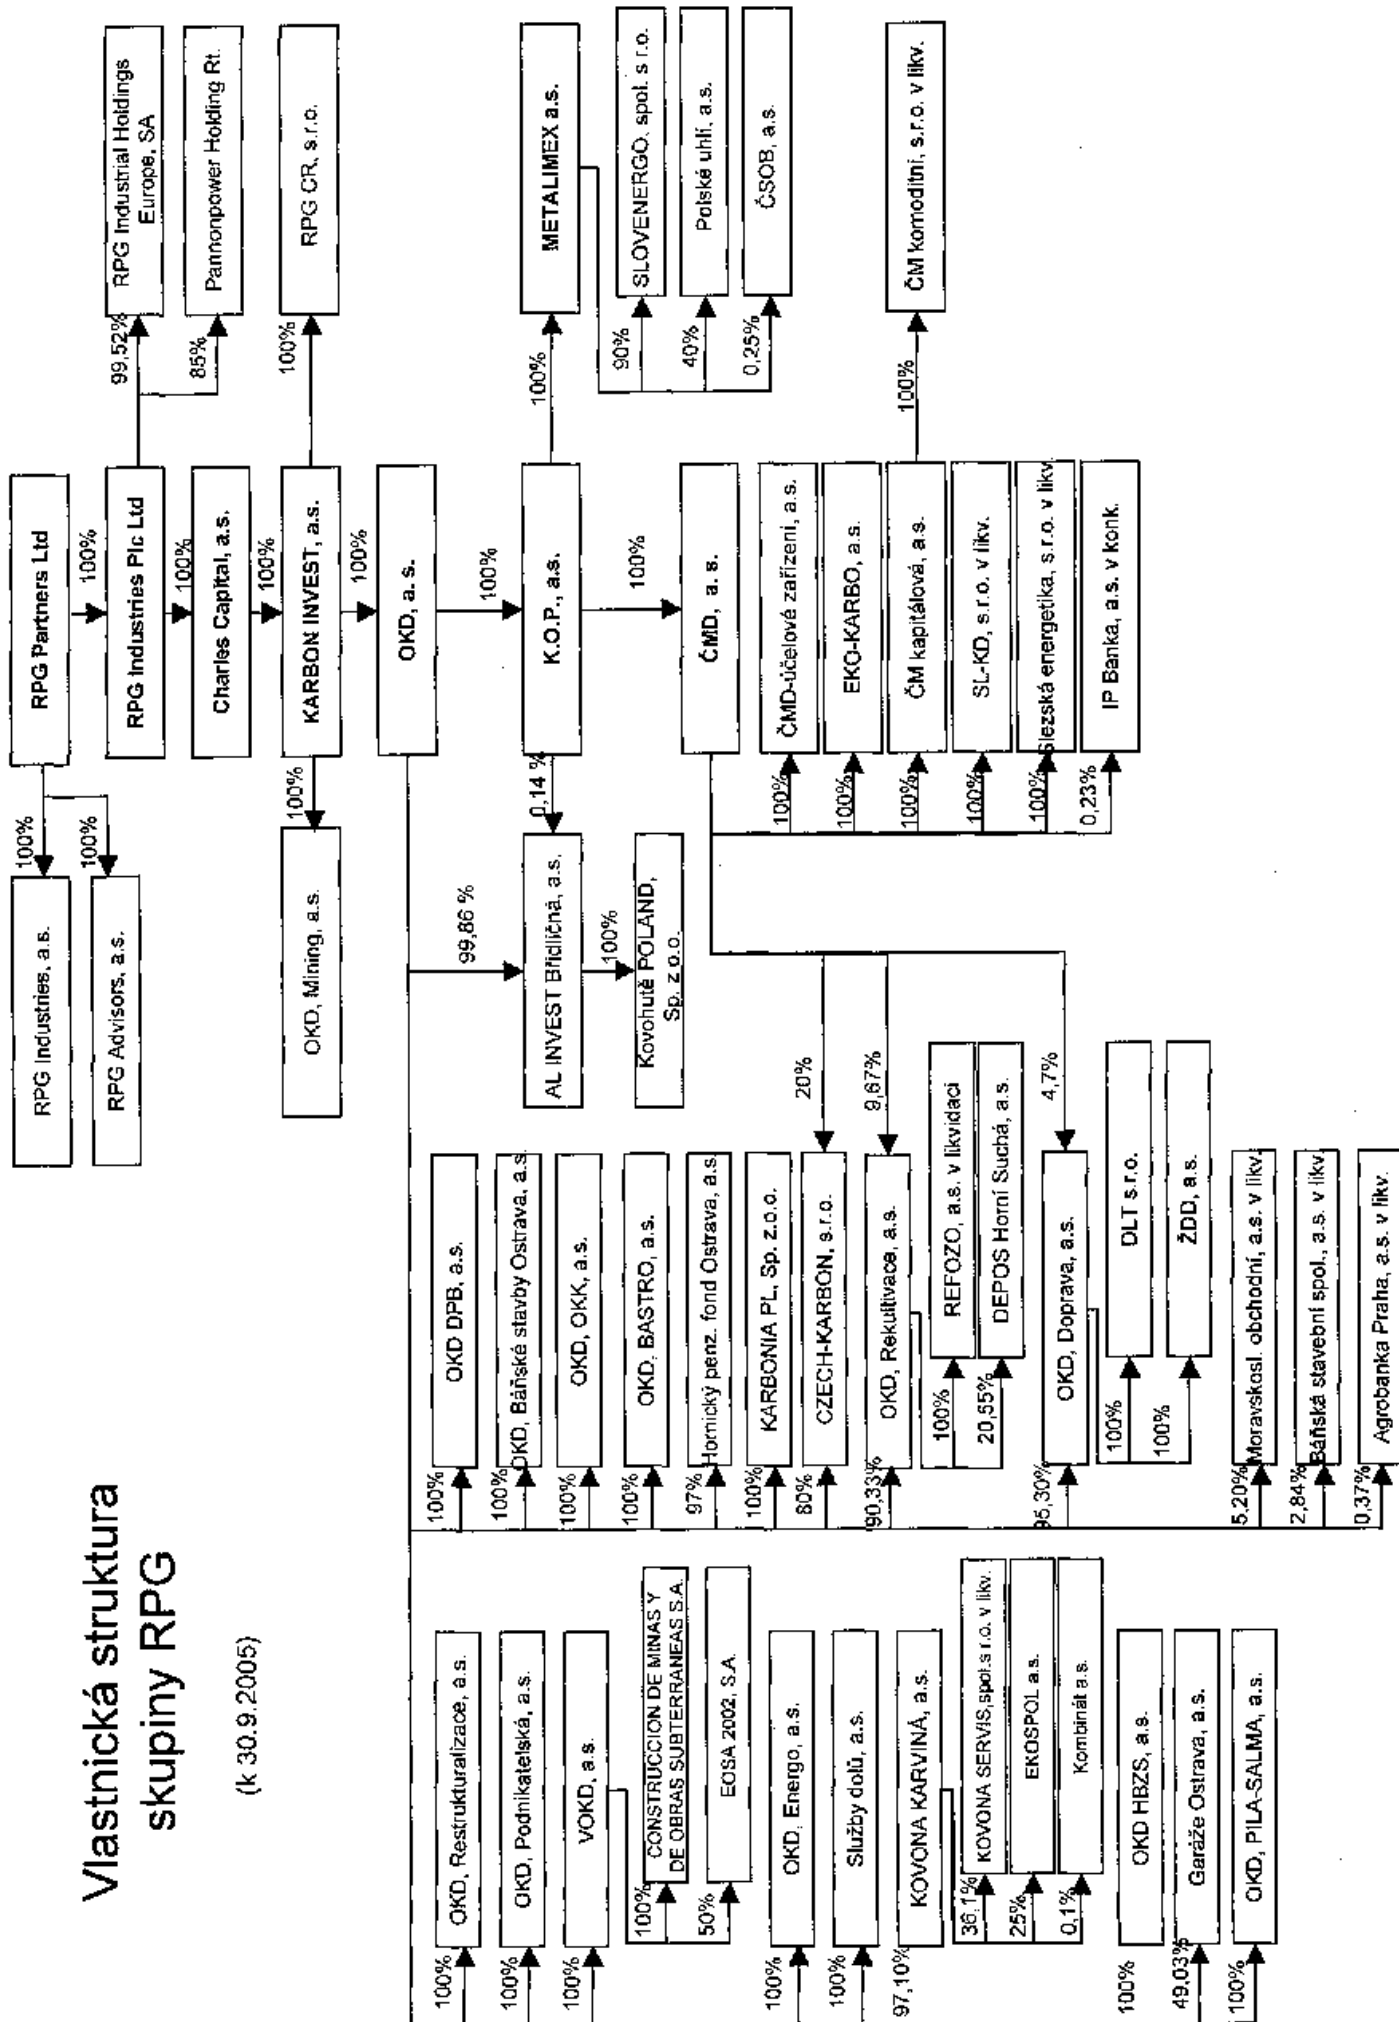 Vlastnická struktura
skupiny RPG
(k 30.9.2005)
RPG Partners Ltd
100%
RPG Industries, a.s.
100%
RPG Advisors, a.s.
100%
RPG Industries Plc Ltd
99,52%
RPG Industrial Holdings
Europe, SA
85%
Pannonpower Holding Rt.
100%
Charles Capital, a.s.
100%
KARBON INVEST, a.s.
100%
RPG CR, s.r.o.
100%
OKD, Mining, a.s.
100%
OKD, a. s.
100%
K.O.P., a.s.
100%
METALIMEX a.s.
90%
SLOVENERGO, spol. s r.o.
40%
Polské uhlí, a.s.
0,25%
ČSOB, a.s.
99,86 %
0,14 %
AL INVEST Břidličná, a.s.
100%
Kovohutě POLAND,
Sp. z o.o.
100%
ČMD, a. s.
100%
ČMD-účelové zařízení, a.s.
100%
EKO-KARBO, a.s.
100%
ČM kapitálová, a.s.
100%
ČM komoditní, s.r.o. v likv.
100%
SL-KD, s.r.o. v likv.
100%
Slezská energetika, s.r.o. v likv
0,23%
IP Banka, a.s. v konk.
20%
9,67%
4,7%
100%
OKD DPB, a.s.
100%
OKD, Báňské stavby Ostrava, a.s.
100%
OKD, OKK, a.s.
100%
OKD, BASTRO, a.s.
97%
Hornický penz. fond Ostrava, a.s.
100%
KARBONIA PL, Sp. z.o.o.
80%
CZECH-KARBON, s.r.o.
90,33%
OKD, Rekultivace, a.s.
100%
REFOZO, a.s. v likvidaci
20,55%
DEPOS Horní Suchá, a.s.
95,30%
OKD, Doprava, a.s.
100%
DLT s.r.o.
100%
ŽDD, a.s.
5,20%
Moravskosl. obchodní, a.s. v likv.
2,84%
Báňská stavební spol., a.s. v likv.
0,37%
Agrobanka Praha, a.s. v likv.
100%
OKD, Restrukturalizace, a.s.
100%
OKD, Podnikatelská, a.s.
100%
VOKD, a.s.
100%
CONSTRUCCION DE MINAS Y
DE OBRAS SUBTERRANEAS S.A.
50%
EOSA 2002, S.A.
100%
OKD, Energo, a.s.
100%
Služby dolů, a.s.
97,10%
KOVONA KARVINÁ, a.s.
36,1%
KOVONA SERVIS,spol.s r.o. v likv.
25%
EKOSPOL a.s.
0,1%
Kombinát a.s.
100%
OKD HBZS, a.s.
49,03%
Garáže Ostrava, a.s.
100%
OKD, PILA-SALMA, a.s.